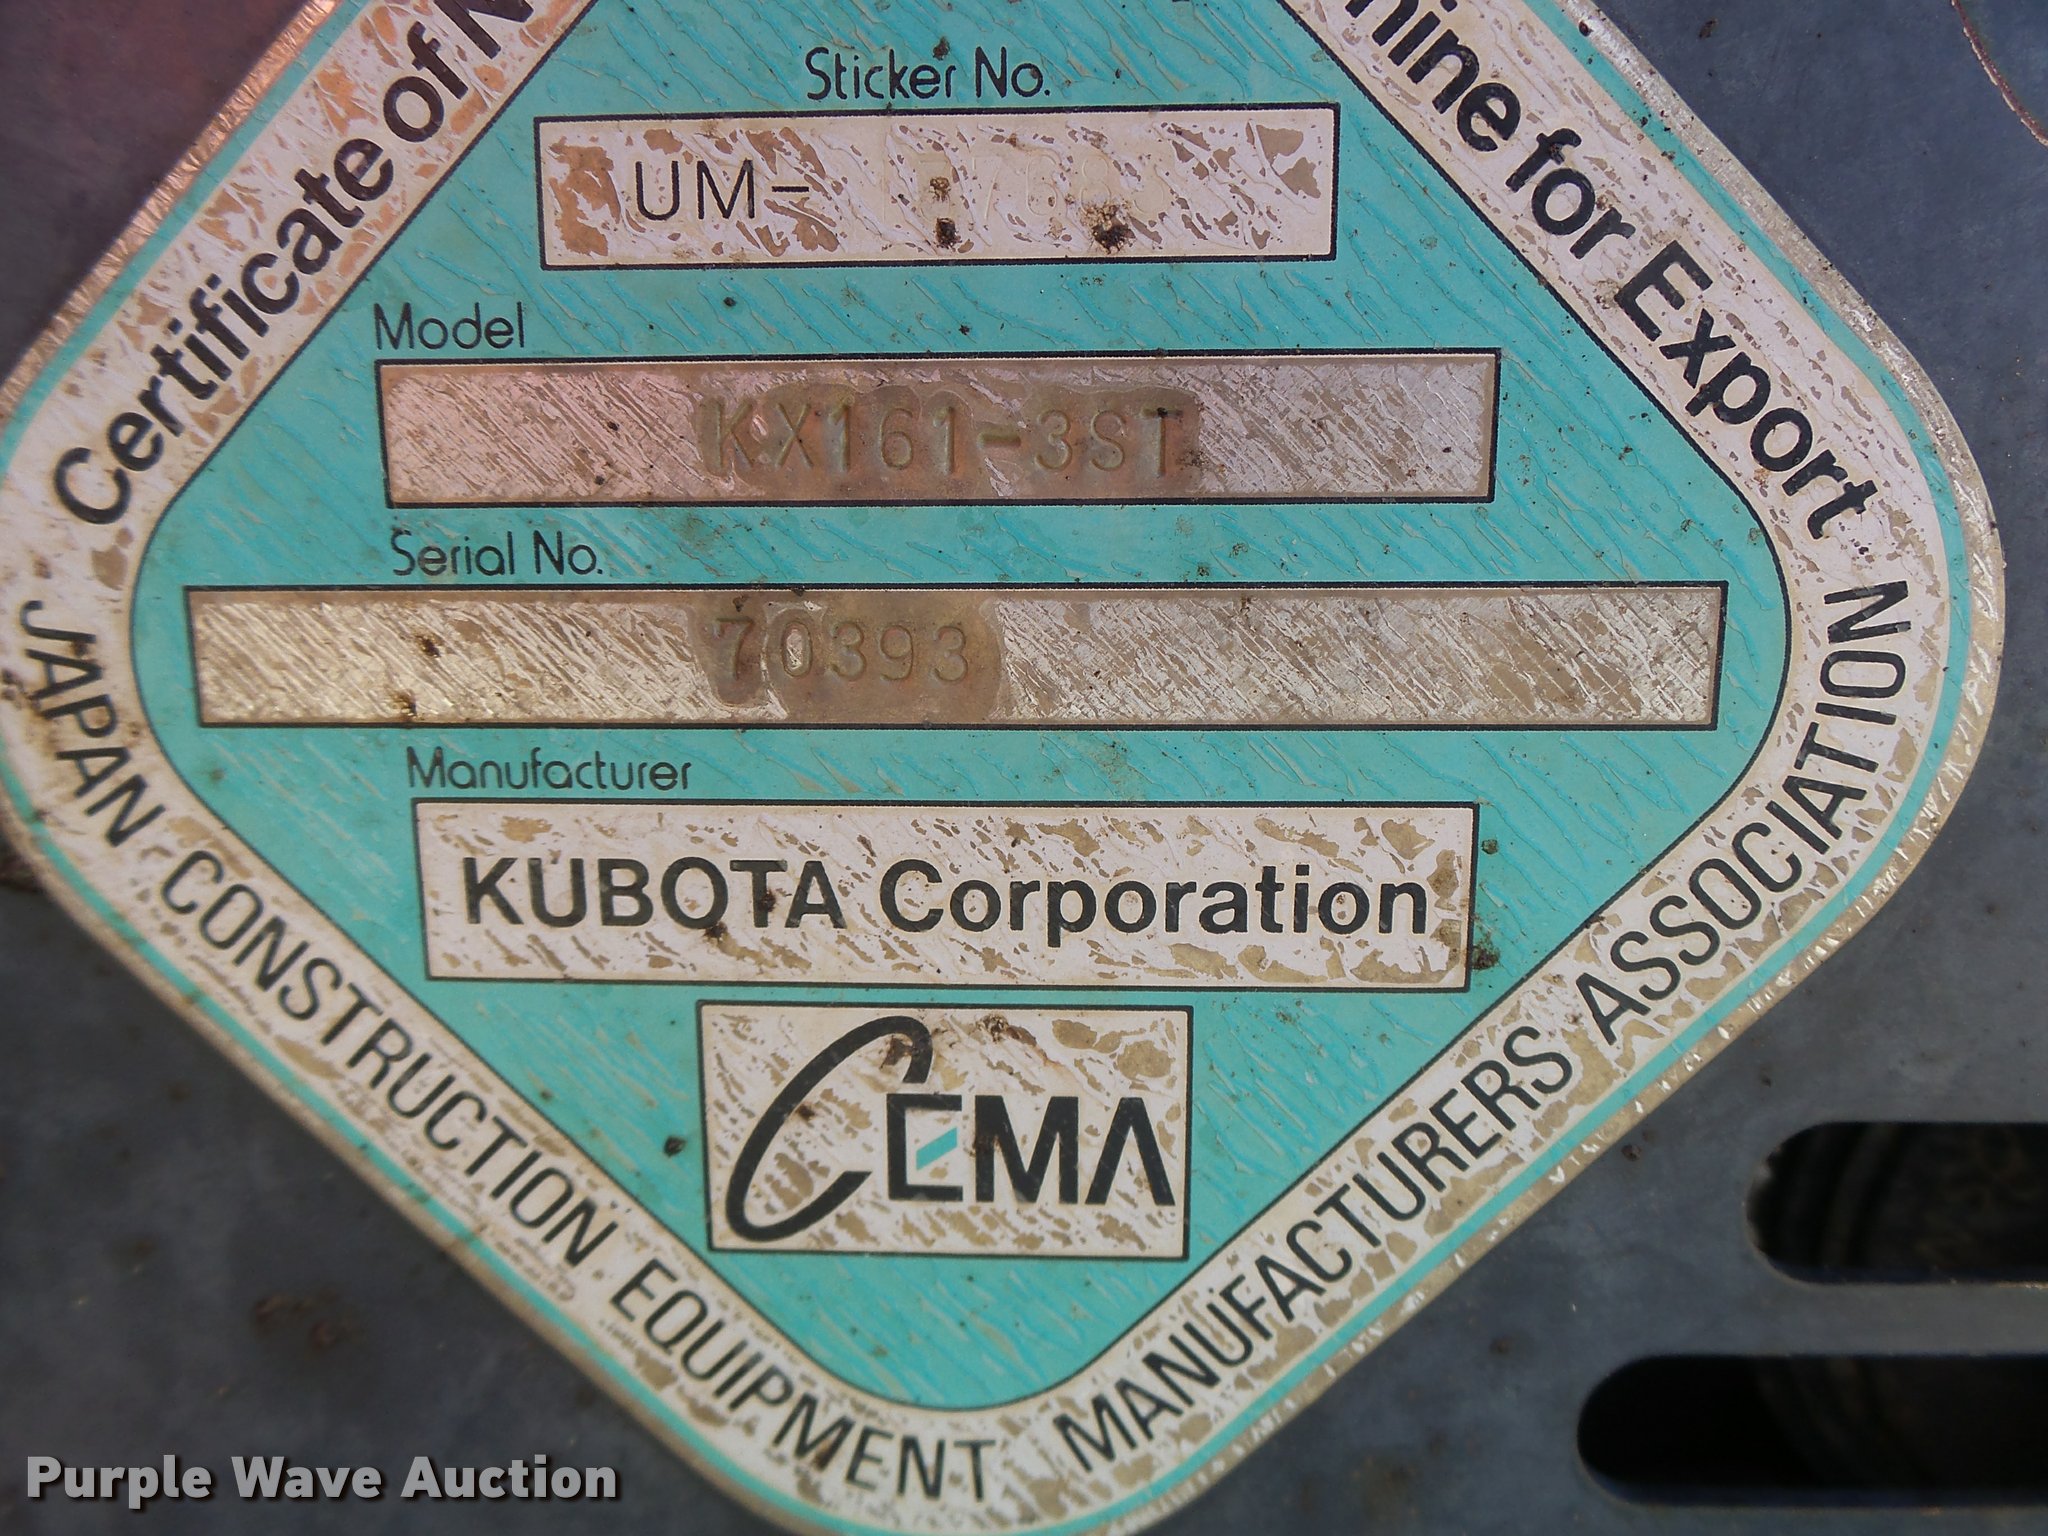 Certificate of
hine for Export
Sticker No.
UM-
Model
KX161-3ST
Serial No.
70393
Manufacturer
KUBOTA Corporation
CEMA
JAPAN CONSTRUCTION EQUIPMENT MANUFACTURERS ASSOCIATION
Purple Wave Auction